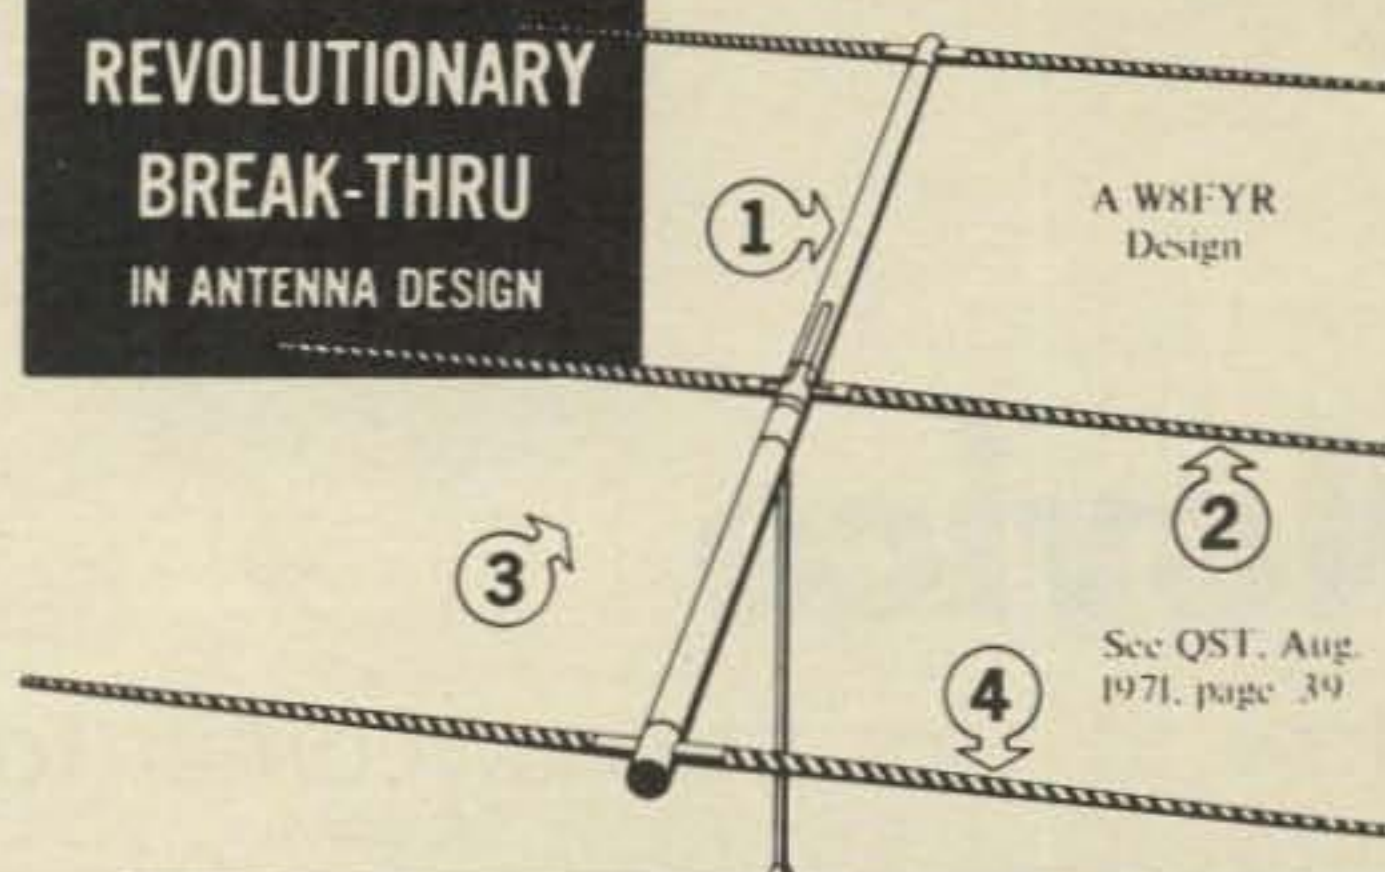 REVOLUTIONARY
BREAK-THRU
IN ANTENNA DESIGN
1
A W8FYR
Design
2
3
See QST, Aug.
4
1971, page 39